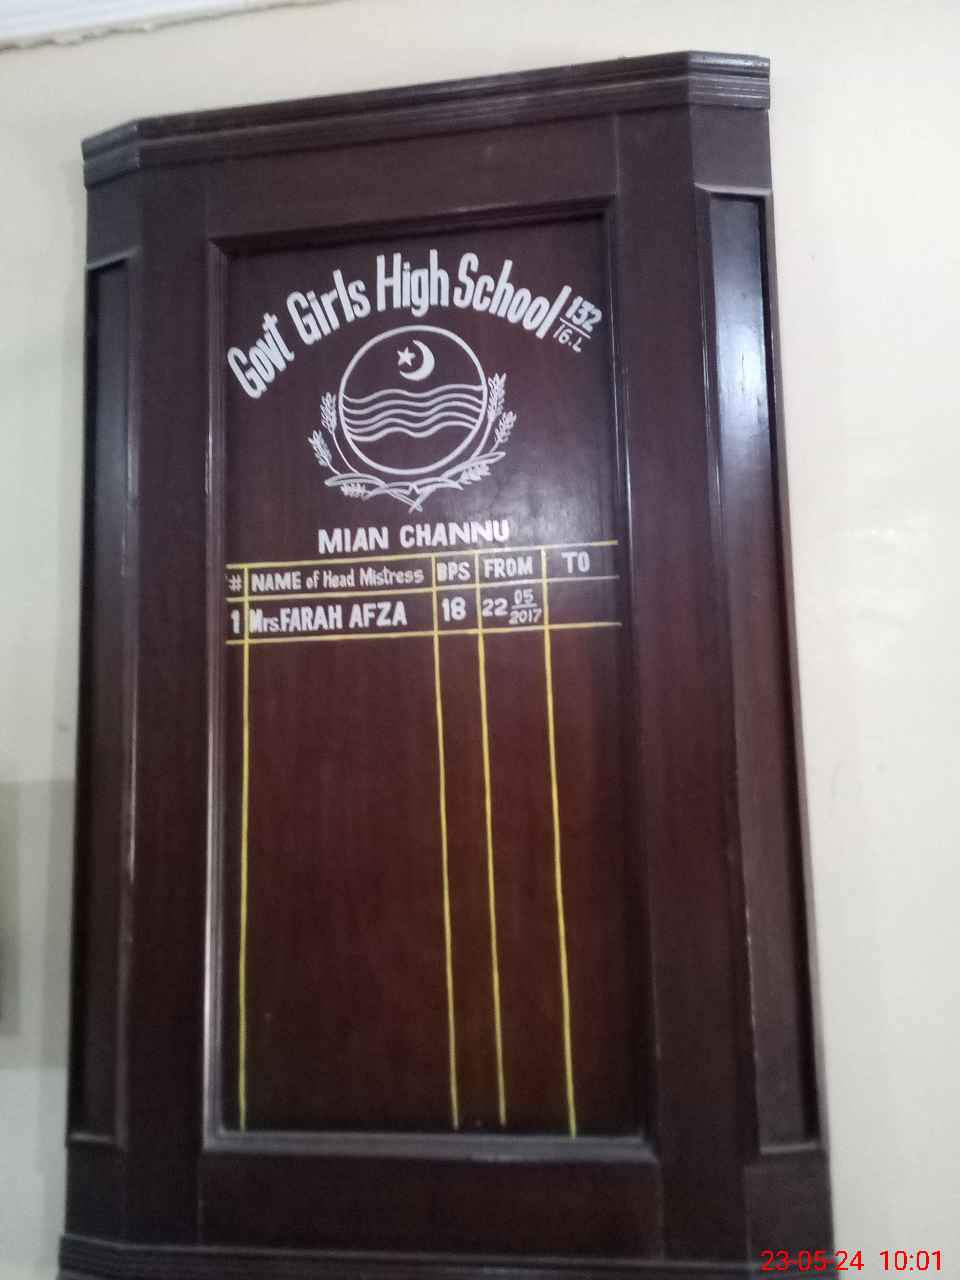 Govt Girls High School 132/16.L
MIAN CHANNU
# NAME of Head Mistress BPS FROM TO
1 Mrs. FARAH AFZA 18 22 05/2017
23-05-24 10:01